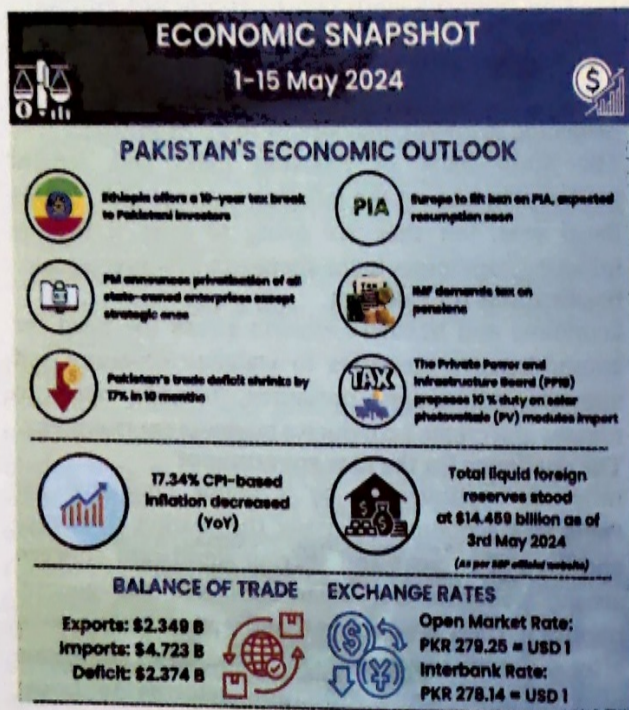 ECONOMIC SNAPSHOT
1-15 May 2024
PAKISTAN'S ECONOMIC OUTLOOK
Ethiopia offers a 10-year tax break
to Pakistani investors
PIA
Europe to lift ban on PIA, expected
resumption soon
PM announces privatisation of all
state-owned enterprises except
strategic ones
TAX
IMF demands tax on
pensions
Pakistan's trade deficit shrinks by
17% in 10 months
TAX
The Private Power and
Infrastructure Board (PPIB)
proposes 10 % duty on solar
photovoltaic (PV) modules import
17.34% CPI-based
inflation decreased
(YoY)
Total liquid foreign
reserves stood
at $14.459 billion as of
3rd May 2024
(As per SBP official website)
BALANCE OF TRADE
Exports: $2.349 B
Imports: $4.723 B
Deficit: $2.374 B
EXCHANGE RATES
Open Market Rate:
PKR 279.25 = USD 1
Interbank Rate:
PKR 278.14 = USD 1